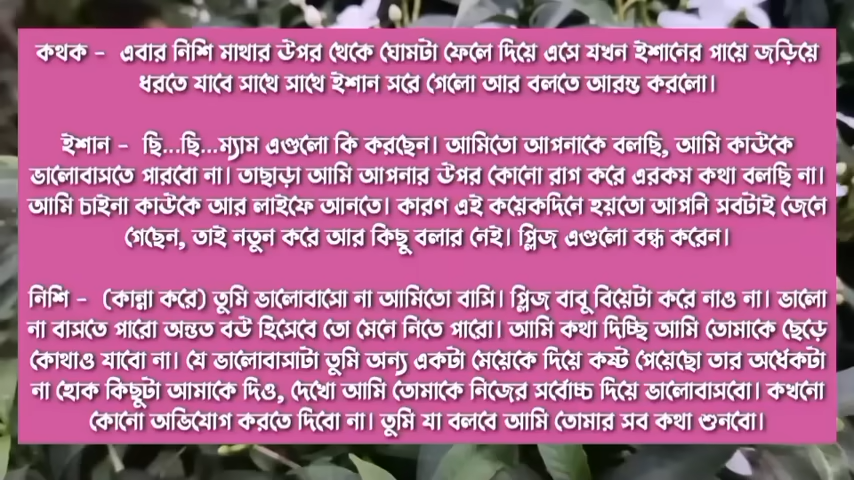 কথক - এবার নিশি মাথার উপর থেকে ঘোমটা ফেলে দিয়ে এসে যখন ইশানের পায়ে জড়িয়ে
ধরতে যাবে সাথে সাথে ইশান সরে গেলো আর বলতে আরম্ভ করলো।
ইশান - ছি...ছি...ম্যাম এগুলো কি করছেন। আমিতো আপনাকে বলছি, আমি কাউকে
ভালোবাসতে পারবো না। তাছাড়া আমি আপনার উপর কোনো রাগ করে এরকম কথা বলছি না।
আমি চাইনা কাউকে আর লাইফে আনতে। কারণ এই কয়েকদিনে হয়তো আপনি সবটাই জেনে
গেছেন, তাই নতুন করে আর কিছু বলার নেই। প্লিজ এগুলো বন্ধ করেন।
নিশি - (কান্না করে) তুমি ভালোবাসো না আমিতো বাসি। প্লিজ বাবু বিয়েটা করে নাও না। ভালো
না বাসতে পারো অন্তত বউ হিসেবে তো মেনে নিতে পারো। আমি কথা দিচ্ছি আমি তোমাকে ছেড়ে
কোথাও যাবো না। যে ভালোবাসাটা তুমি অন্য একটা মেয়েকে দিয়ে কষ্ট পেয়েছো তার অর্ধেকটা
না হোক কিছুটা আমাকে দিও, দেখো আমি তোমাকে নিজের সর্বোচ্চ দিয়ে ভালোবাসবো। কখনো
কোনো অভিযোগ করতে দিবো না। তুমি যা বলবে আমি তোমার সব কথা শুনবো।